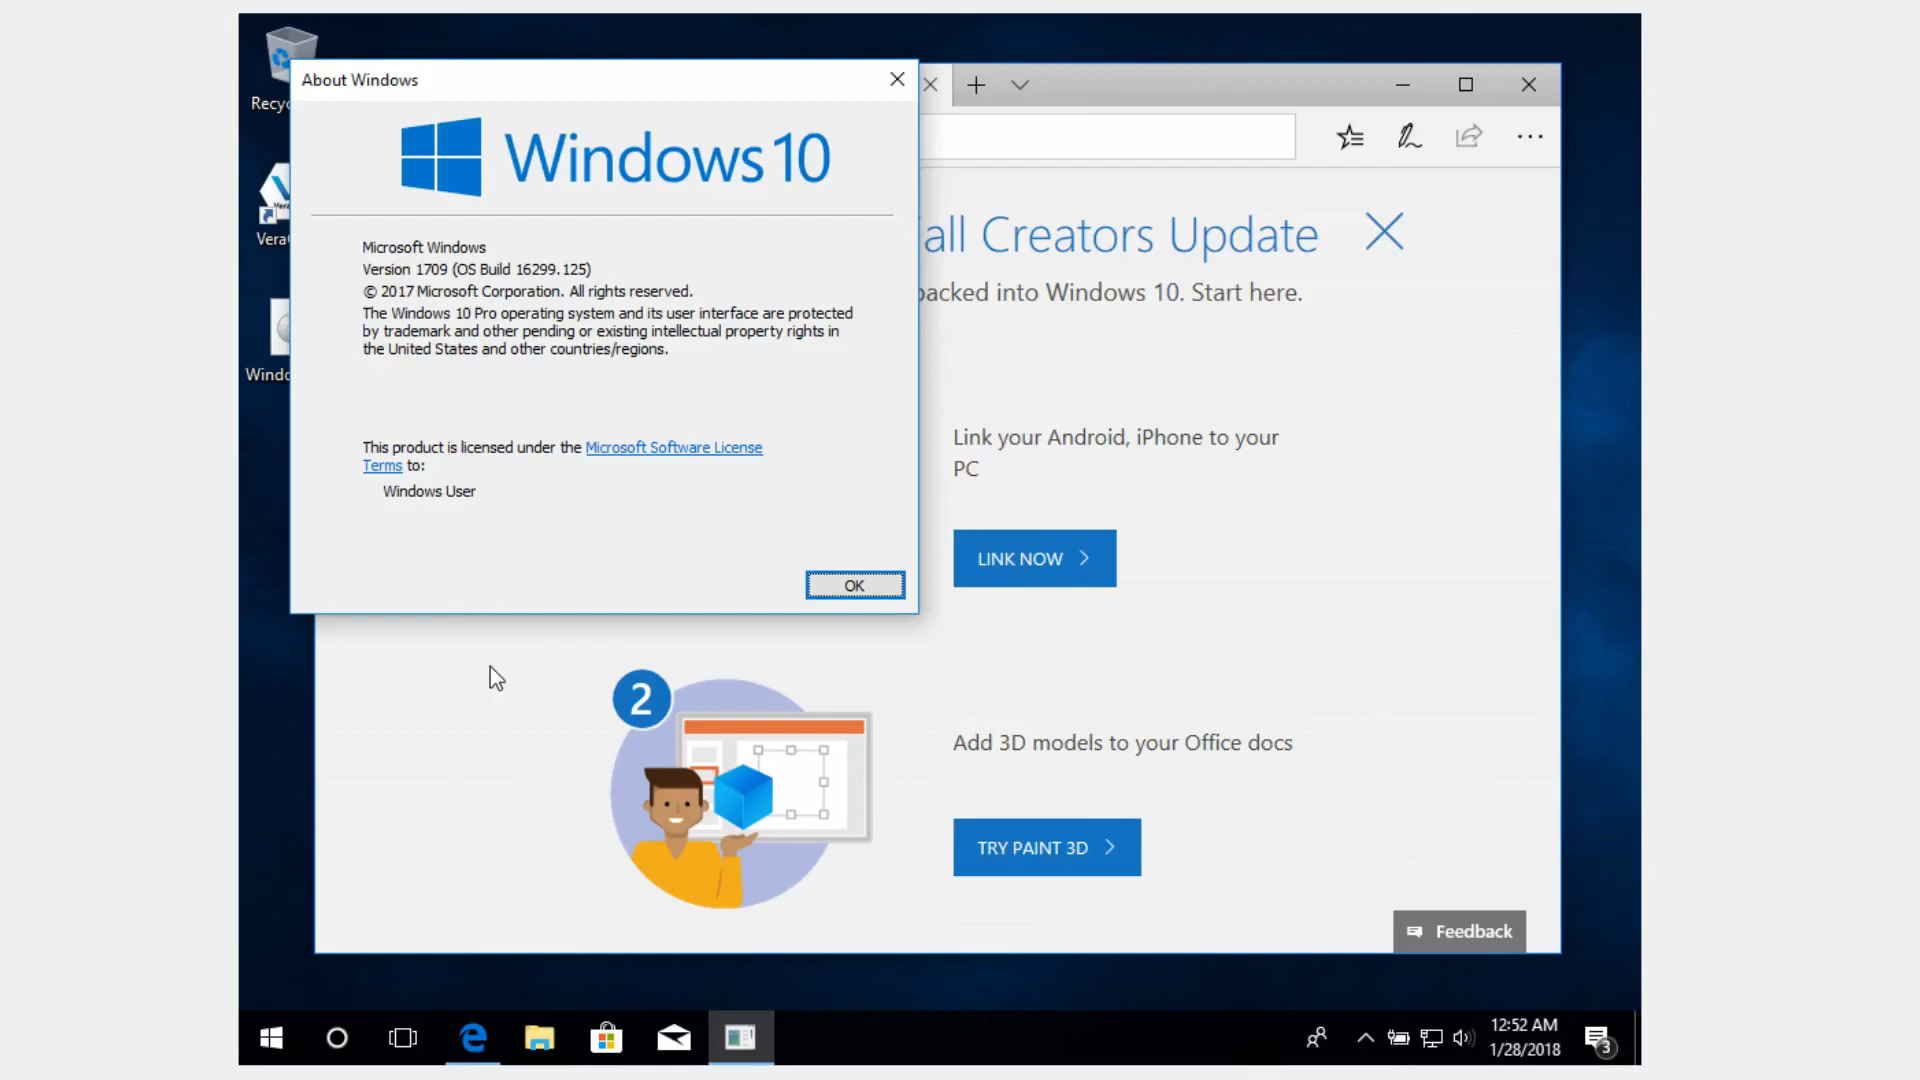 Recyc
About Windows
Windows 10
Vera
Windo
Microsoft Windows
Version 1709 (OS Build 16299.125)
© 2017 Microsoft Corporation. All rights reserved.
The Windows 10 Pro operating system and its user interface are protected
by trademark and other pending or existing intellectual property rights in
the United States and other countries/regions.
This product is licensed under the Microsoft Software License
Terms to:
Windows User
OK
all Creators Update
packed into Windows 10. Start here.
Link your Android, iPhone to your
PC
LINK NOW
2
Add 3D models to your Office docs
TRY PAINT 3D
Feedback
12:52 AM
1/28/2018
3